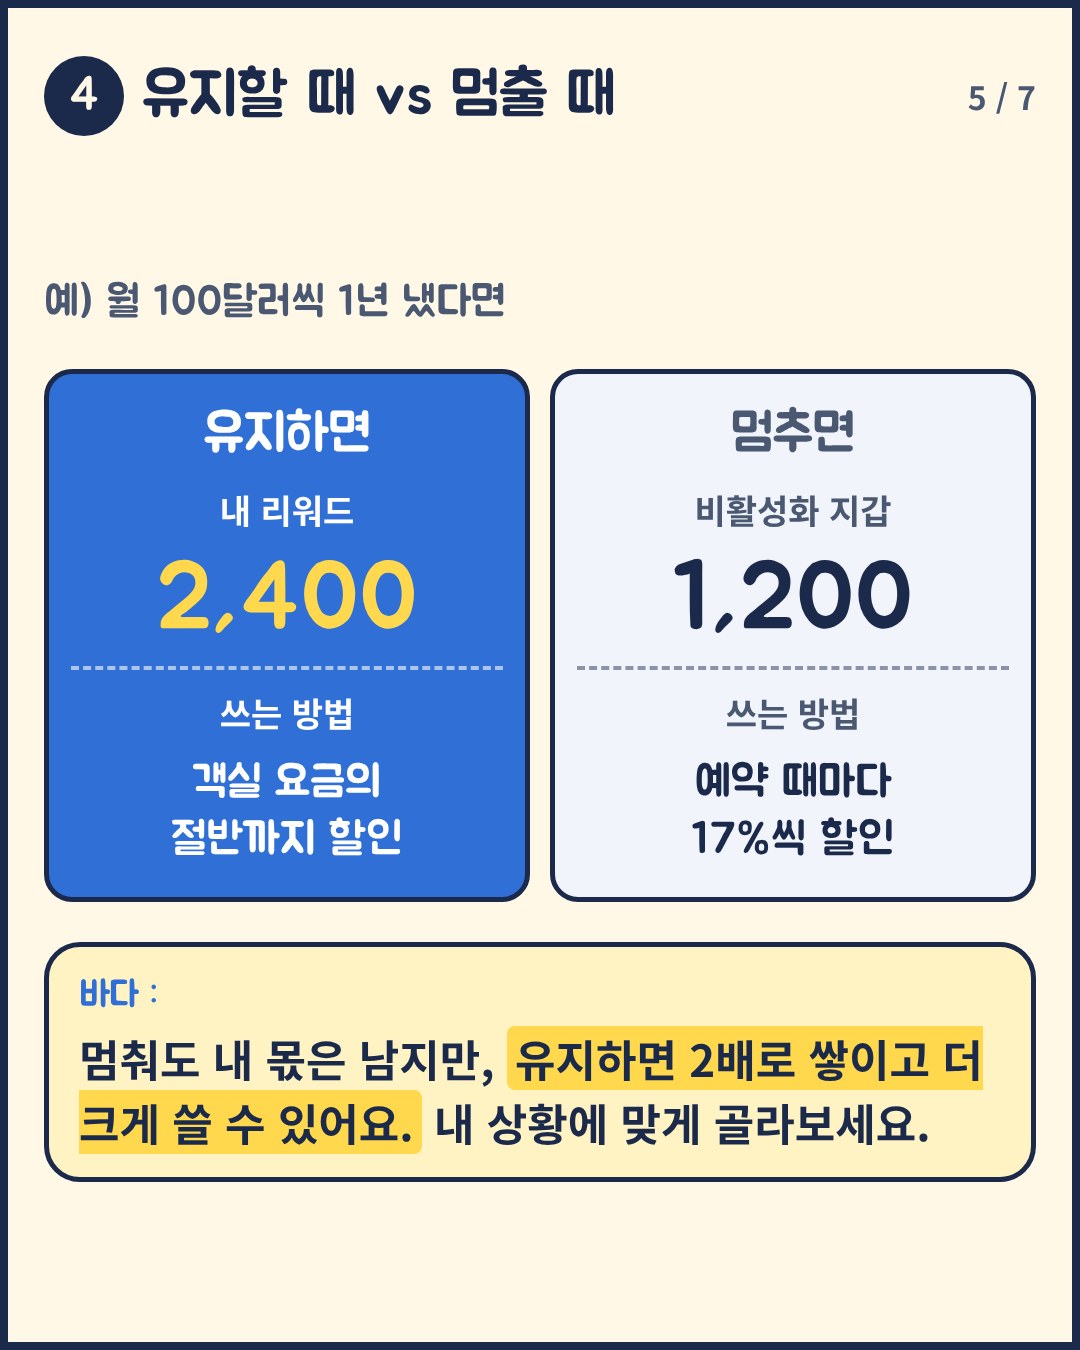 4 유지할 때 vs 멈출 때
5 / 7
예) 월 100달러씩 1년 냈다면
유지하면
내 리워드
2,400
쓰는 방법
객실 요금의
절반까지 할인
멈추면
비활성화 지갑
1,200
쓰는 방법
예약 때마다
17%씩 할인
바다 :
멈춰도 내 몫은 남지만, 유지하면 2배로 쌓이고 더
크게 쓸 수 있어요. 내 상황에 맞게 골라보세요.